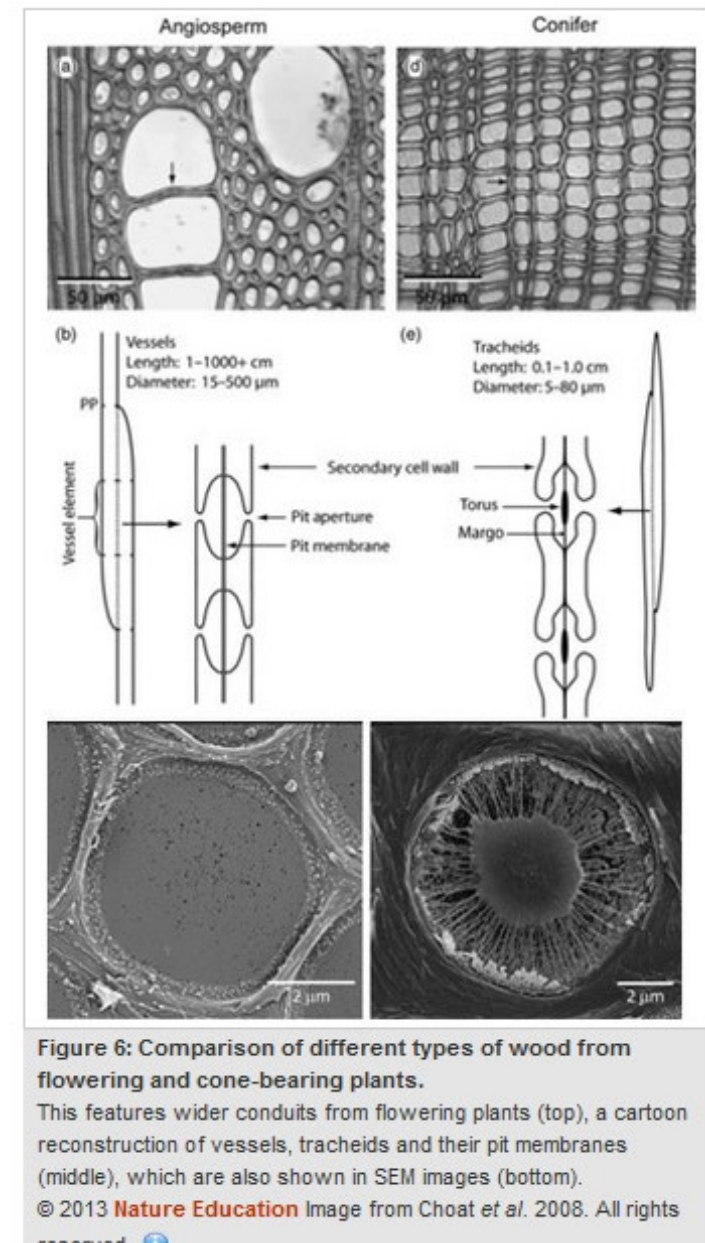 Angiosperm
Conifer
(a)
50 μm
(d)
50 μm
(b)
Vessels
Length: 1–1000+ cm
Diameter: 15–500 μm
PP
Vessel element
(e)
Tracheids
Length: 0.1–1.0 cm
Diameter: 5–80 μm
Secondary cell wall
Pit aperture
Pit membrane
Torus
Margo
2 μm
2 μm
Figure 6: Comparison of different types of wood from
flowering and cone-bearing plants.
This features wider conduits from flowering plants (top), a cartoon
reconstruction of vessels, tracheids and their pit membranes
(middle), which are also shown in SEM images (bottom).
© 2013 Nature Education Image from Choat et al. 2008. All rights